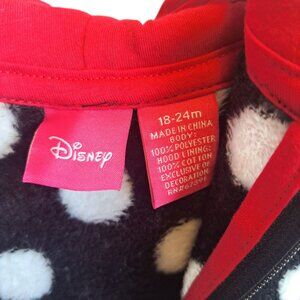 Disney
18-24m
MADE IN CHINA
BODY:
100% POLYESTER
HOOD LINING:
100% COTTON
EXCLUSIVE OF
DECORATION